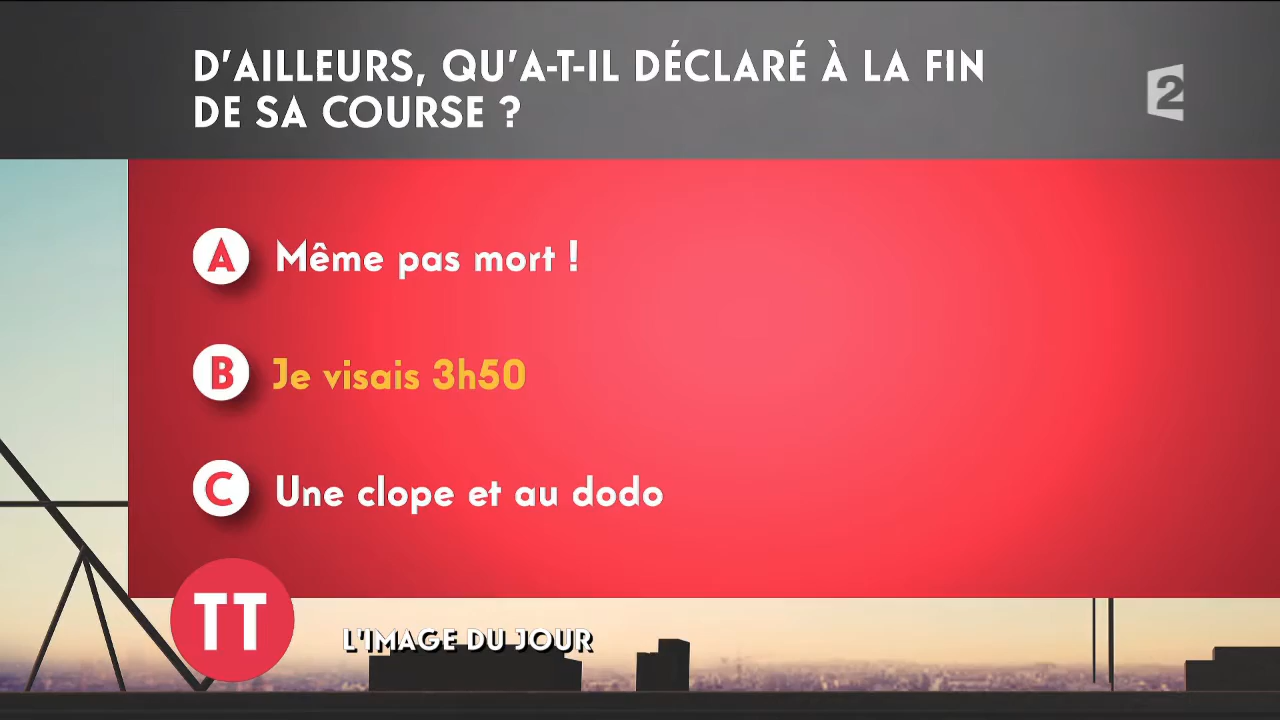 D'AILLEURS, QU'A-T-IL DÉCLARÉ À LA FIN
DE SA COURSE ?
2
A Même pas mort !
B Je visais 3h50
C Une clope et au dodo
TT
L'IMAGE DU JOUR